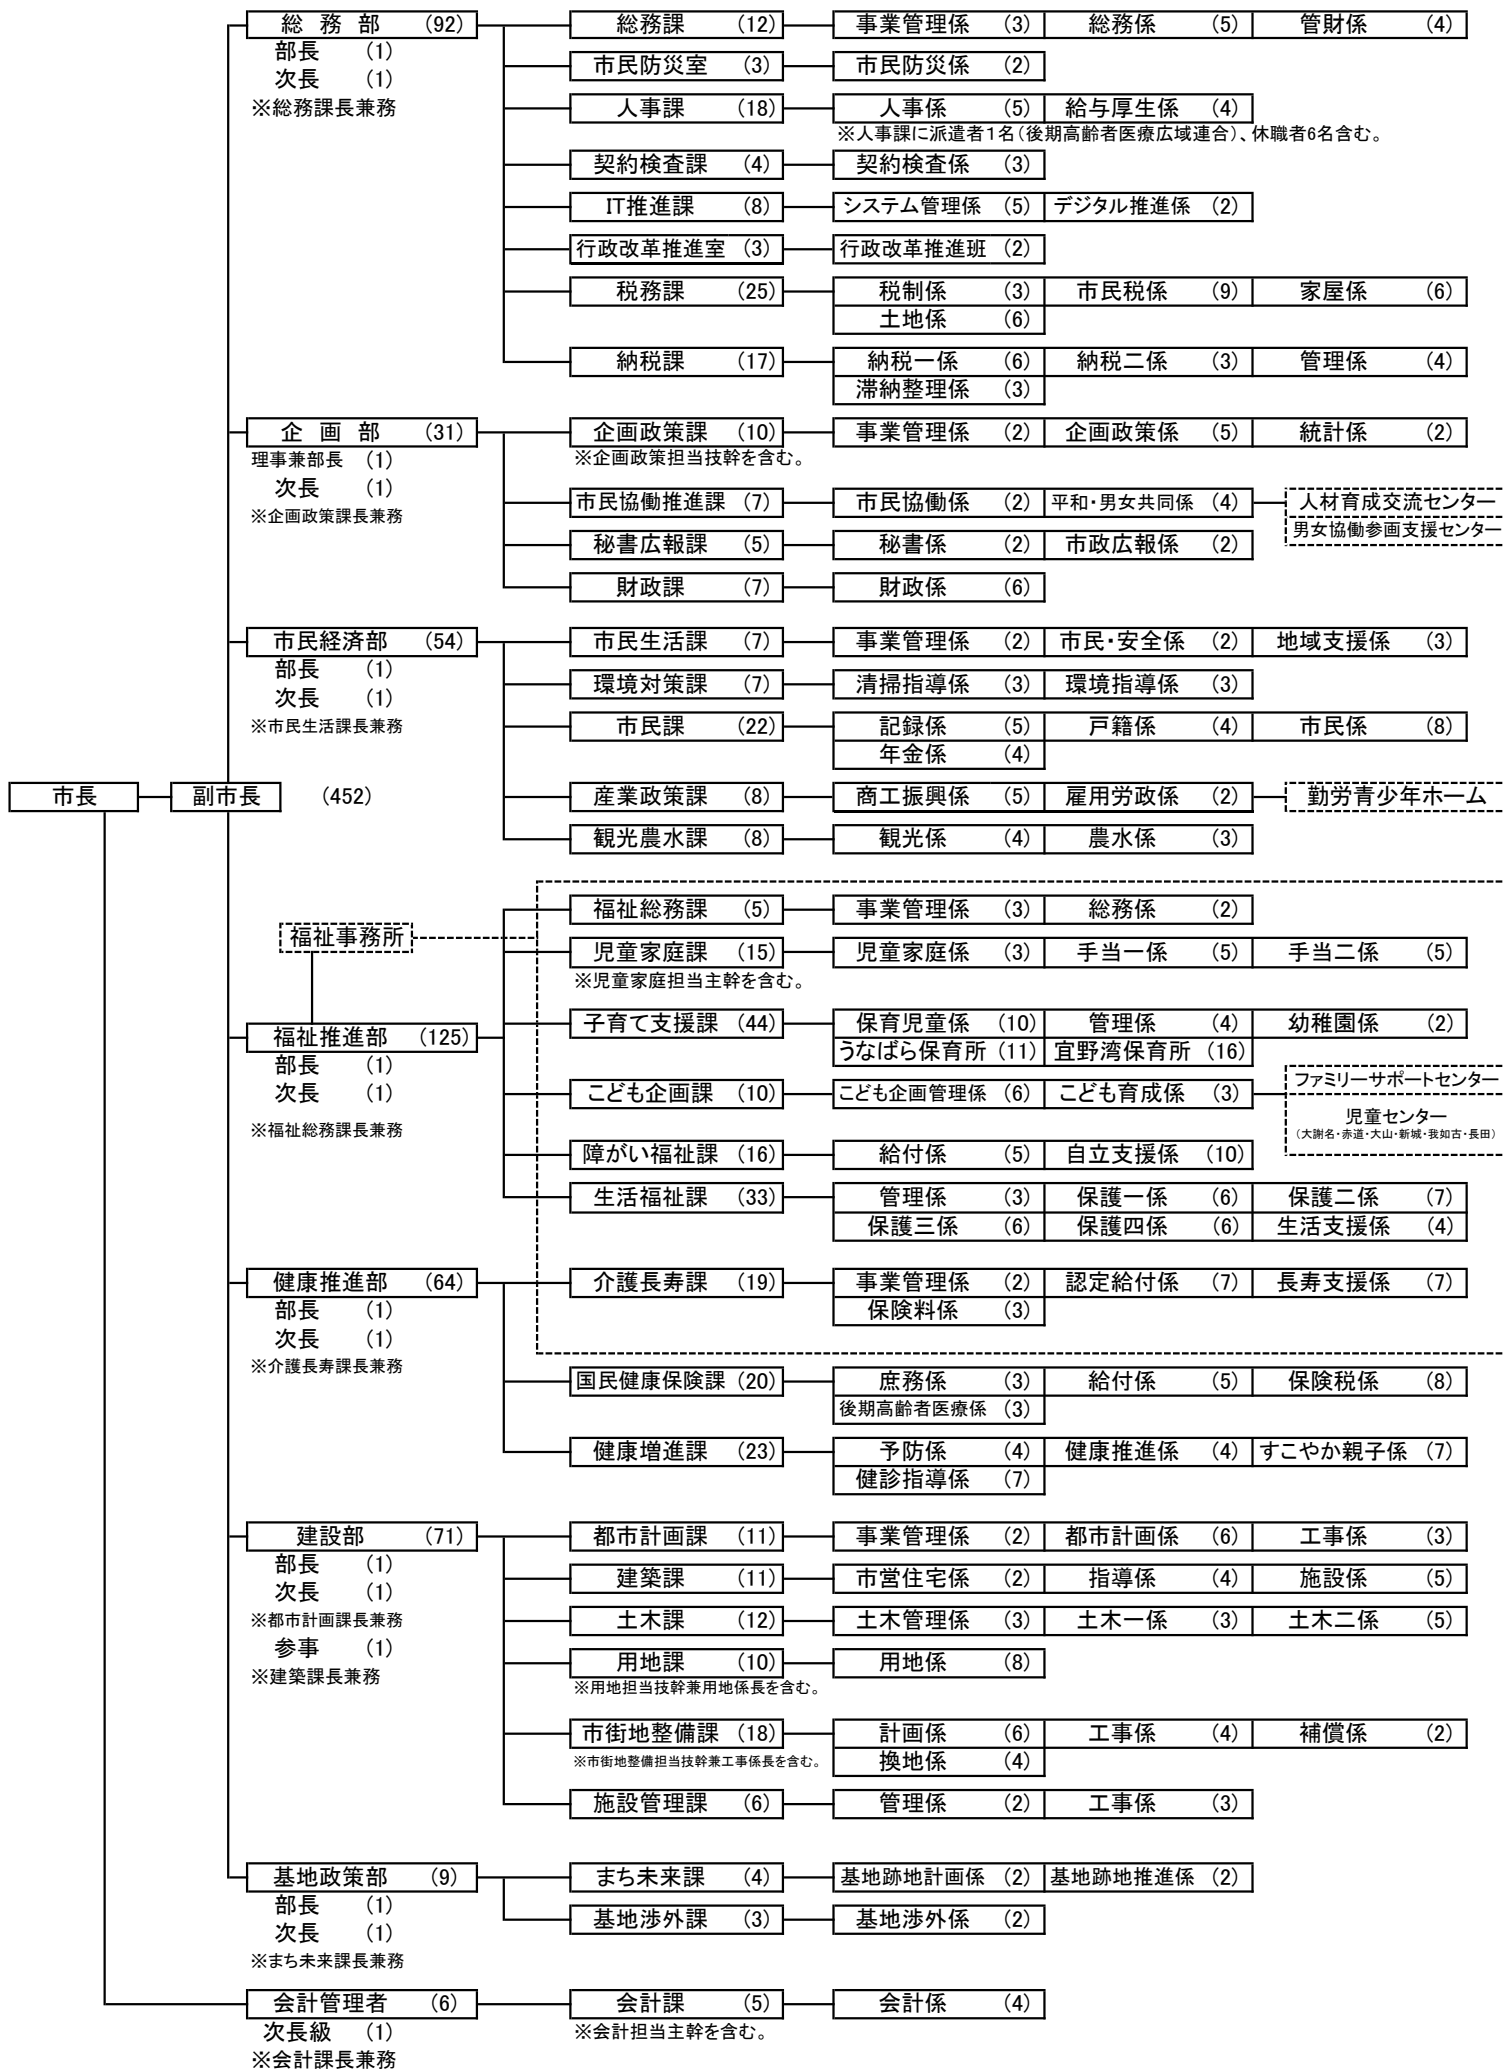 総務部 (92) 総務課 (12) 事業管理係 (3) 総務係 (5) 管財係 (4)
部長 (1)
次長 (1)
※総務課長兼務
市民防災室 (3) 市民防災係 (2)
人事課 (18) 人事係 (5) 給与厚生係 (4)
※人事課に派遣者1名(後期高齢者医療広域連合)、休職者6名含む。
契約検査課 (4) 契約検査係 (3)
IT推進課 (8) システム管理係 (5) デジタル推進係 (2)
行政改革推進室 (3) 行政改革推進班 (2)
税務課 (25) 税制係 (3) 市民税係 (9) 家屋係 (6)
土地係 (6)
納税課 (17) 納税一係 (6) 納税二係 (3) 管理係 (4)
滞納整理係 (3)
企画部 (31) 企画政策課 (10) 事業管理係 (2) 企画政策係 (5) 統計係 (2)
理事兼部長 (1)
次長 (1)
※企画政策課長兼務
※企画政策担当技幹を含む。
市民協働推進課 (7) 市民協働係 (2) 平和・男女共同係 (4) 人材育成交流センター
男女協働参画支援センター
秘書広報課 (5) 秘書係 (2) 市政広報係 (2)
財政課 (7) 財政係 (6)
市民経済部 (54) 市民生活課 (7) 事業管理係 (2) 市民・安全係 (2) 地域支援係 (3)
部長 (1)
次長 (1)
※市民生活課長兼務
環境対策課 (7) 清掃指導係 (3) 環境指導係 (3)
市民課 (22) 記録係 (5) 戸籍係 (4) 市民係 (8)
年金係 (4)
市長 副市長 (452)
産業政策課 (8) 商工振興係 (5) 雇用労政係 (2) 勤労青少年ホーム
観光農水課 (8) 観光係 (4) 農水係 (3)
福祉総務課 (5) 事業管理係 (3) 総務係 (2)
福祉事務所
児童家庭課 (15) 児童家庭係 (3) 手当一係 (5) 手当二係 (5)
※児童家庭担当主幹を含む。
福祉推進部 (125)
部長 (1)
次長 (1)
※福祉総務課長兼務
子育て支援課 (44) 保育児童係 (10) 管理係 (4) 幼稚園係 (2)
うなばら保育所 (11) 宜野湾保育所 (16)
こども企画課 (10) こども企画管理係 (6) こども育成係 (3) ファミリーサポートセンター
児童センター
(大謝名・赤道・大山・新城・我如古・長田)
障がい福祉課 (16) 給付係 (5) 自立支援係 (10)
生活福祉課 (33) 管理係 (3) 保護一係 (6) 保護二係 (7)
保護三係 (6) 保護四係 (6) 生活支援係 (4)
健康推進部 (64) 介護長寿課 (19) 事業管理係 (2) 認定給付係 (7) 長寿支援係 (7)
部長 (1) 保険料係 (3)
次長 (1)
※介護長寿課長兼務
国民健康保険課 (20) 庶務係 (3) 給付係 (5) 保険税係 (8)
後期高齢者医療係 (3)
健康増進課 (23) 予防係 (4) 健康推進係 (4) すこやか親子係 (7)
健診指導係 (7)
建設部 (71) 都市計画課 (11) 事業管理係 (2) 都市計画係 (6) 工事係 (3)
部長 (1)
次長 (1)
※都市計画課長兼務
参事 (1)
※建築課長兼務
建築課 (11) 市営住宅係 (2) 指導係 (4) 施設係 (5)
土木課 (12) 土木管理係 (3) 土木一係 (3) 土木二係 (5)
用地課 (10) 用地係 (8)
※用地担当技幹兼用地係長を含む。
市街地整備課 (18) 計画係 (6) 工事係 (4) 補償係 (2)
※市街地整備担当技幹兼工事係長を含む。 換地係 (4)
施設管理課 (6) 管理係 (2) 工事係 (3)
基地政策部 (9) まち未来課 (4) 基地跡地計画係 (2) 基地跡地推進係 (2)
部長 (1)
次長 (1)
※まち未来課長兼務
基地渉外課 (3) 基地渉外係 (2)
会計管理者 (6) 会計課 (5) 会計係 (4)
次長級 (1) ※会計担当主幹を含む。
※会計課長兼務